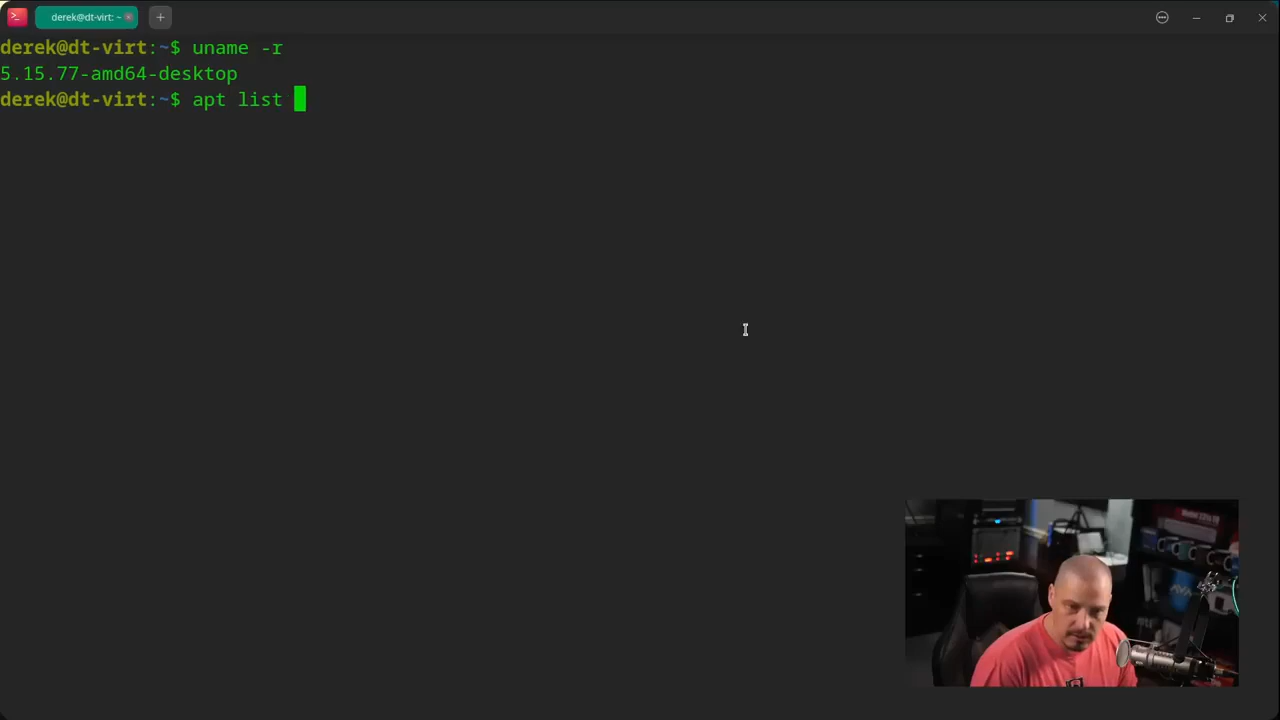 derek@dt-virt: ~
derek@dt-virt:~$ uname -r
5.15.77-amd64-desktop
derek@dt-virt:~$ apt list